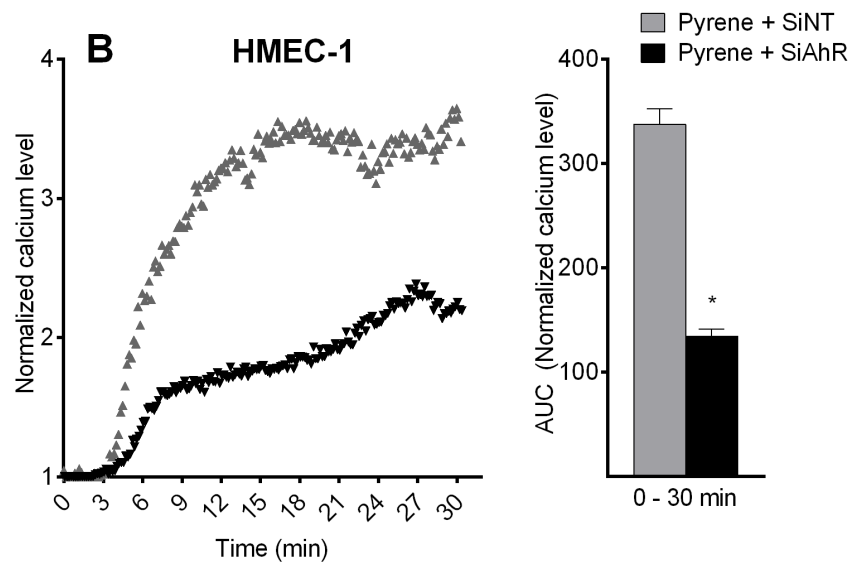 B
HMEC-1
Normalized calcium level
4
3
2
1
0
3
6
9
12
15
18
21
24
27
30
Time (min)
Pyrene + SiNT
Pyrene + SiAhR
AUC (Normalized calcium level)
400
300
200
100
*
0 - 30 min